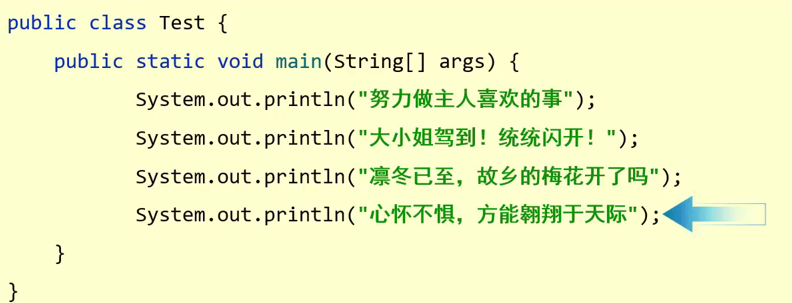 public class Test {
public static void main(String[] args) {
System.out.println("努力做主人喜欢的事");
System.out.println("大小姐驾到！统统闪开！");
System.out.println("凛冬已至，故乡的梅花开了吗");
System.out.println("心怀不惧，方能翱翔于天际");
}
}